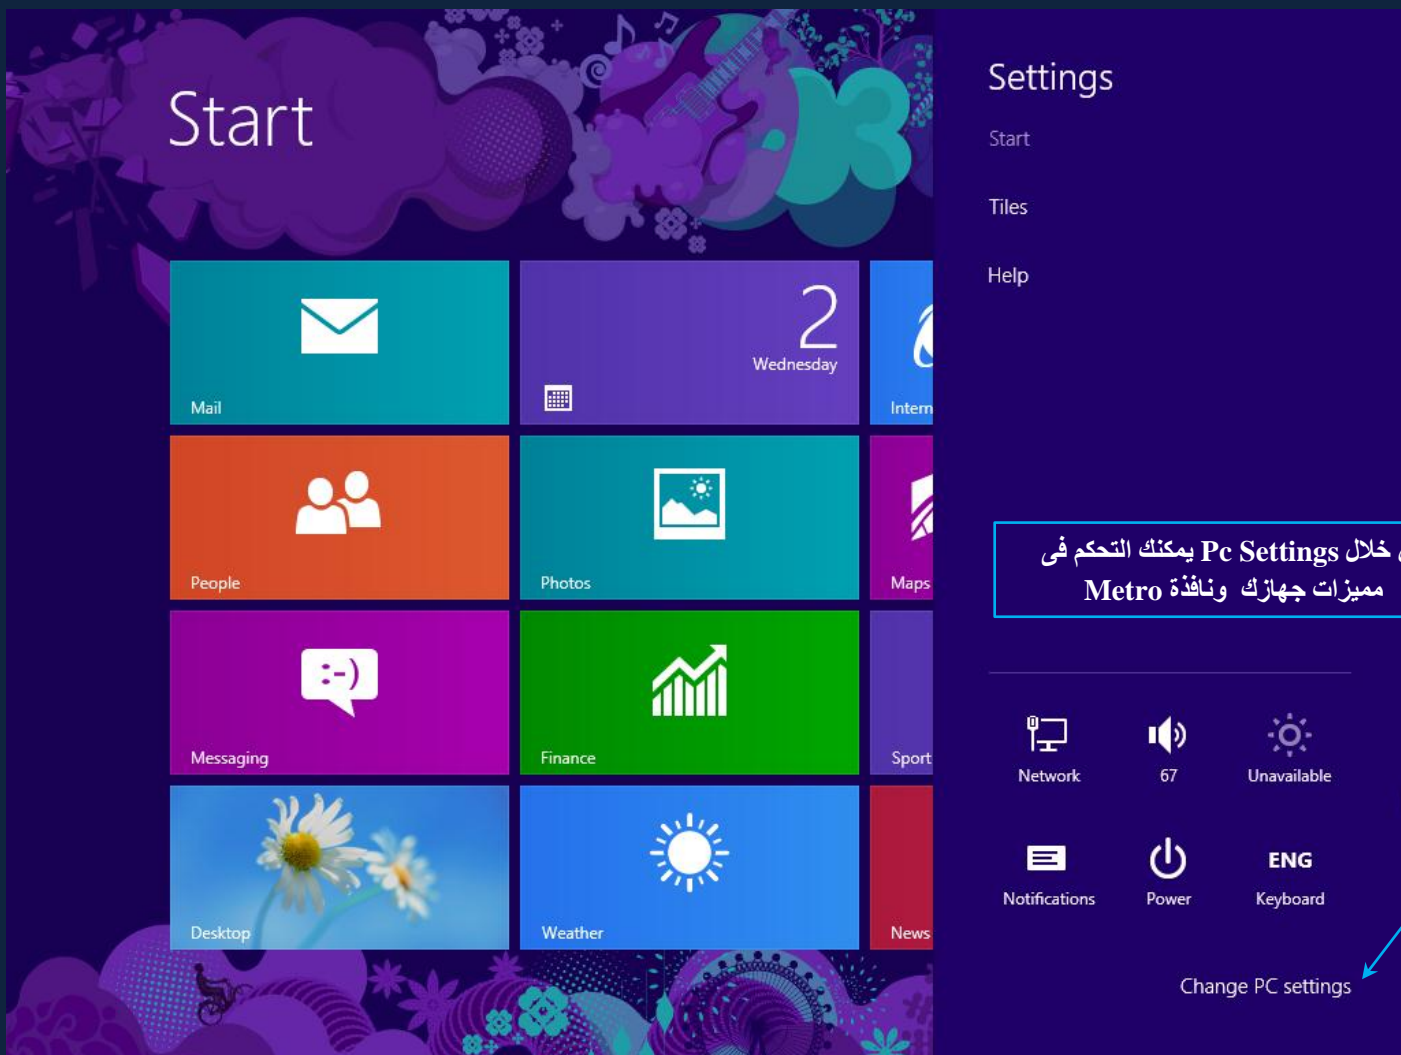 Start
Mail
2
Wednesday
Intern
People
Photos
Maps
Messaging
:-)
Finance
Sport
Desktop
Weather
News
Settings
Start
Tiles
Help
خلال Pc Settings يمكنك التحكم فى
مميزات جهازك ونافذة Metro
Network
67
Unavailable
Notifications
Power
ENG
Keyboard
Change PC settings